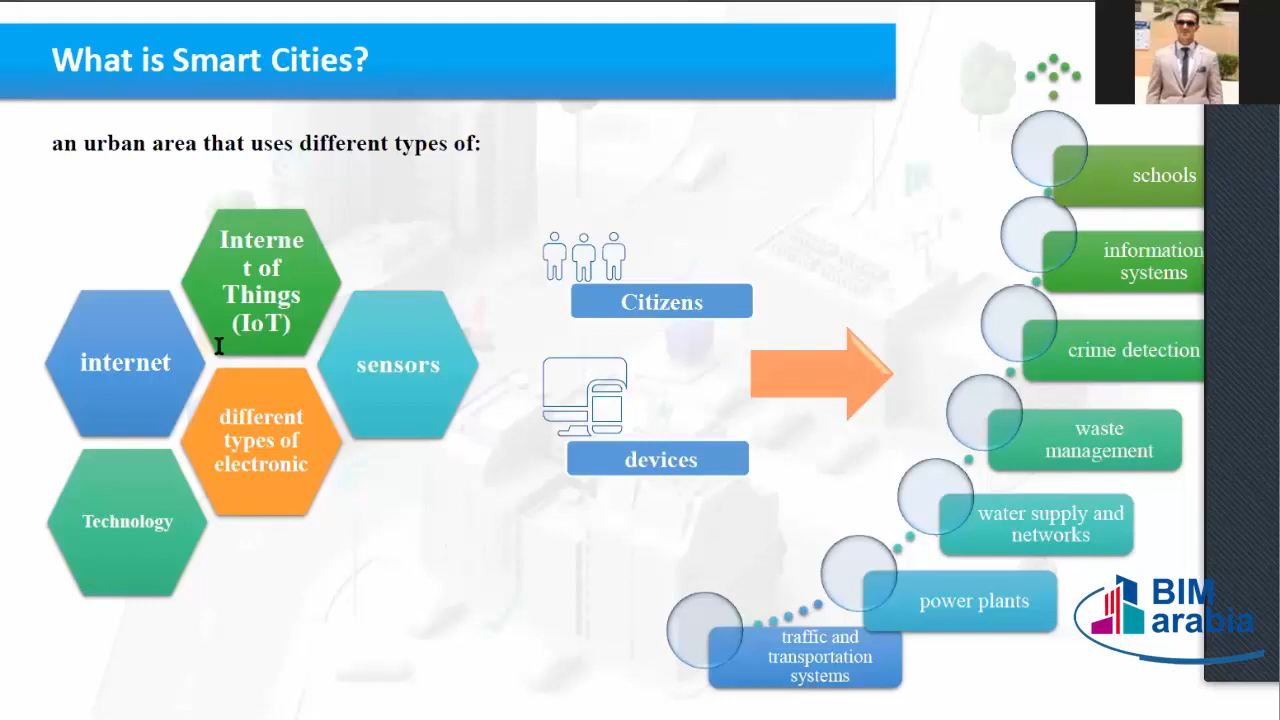 What is Smart Cities?
an urban area that uses different types of:
Interne
t of
Things
(IoT)
internet
sensors
different
types of
electronic
Technology
Citizens
devices
schools
information
systems
crime detection
waste
management
water supply and
networks
power plants
traffic and
transportation
systems
BIM
arabia